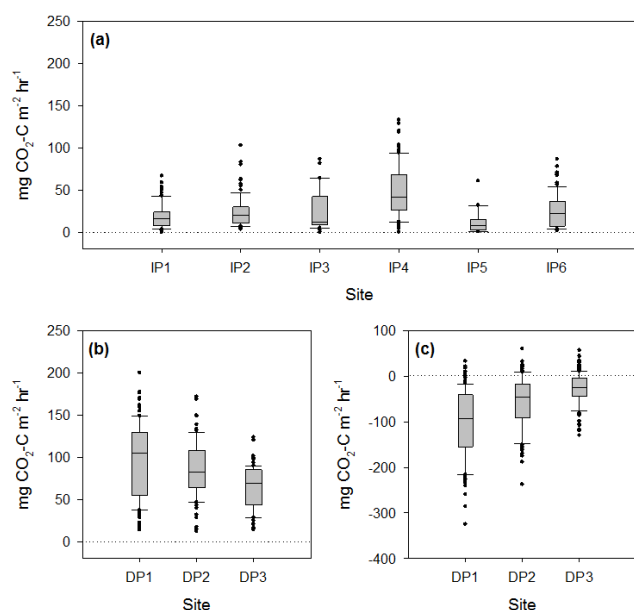 (a)
mg CO₂-C m⁻² hr⁻¹
250
200
150
100
50
0
IP1 IP2 IP3 IP4 IP5 IP6
Site
(b)
mg CO₂-C m⁻² hr⁻¹
250
200
150
100
50
0
DP1 DP2 DP3
Site
(c)
mg CO₂-C m⁻² hr⁻¹
100
0
-100
-200
-300
-400
DP1 DP2 DP3
Site